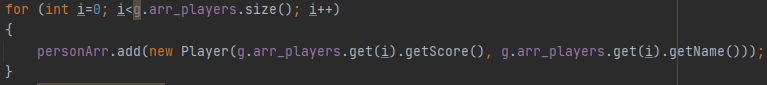 for (int i=0; i<g.arr_players.size(); i++)
{
    personArr.add(new Player(g.arr_players.get(i).getScore(), g.arr_players.get(i).getName()));
}